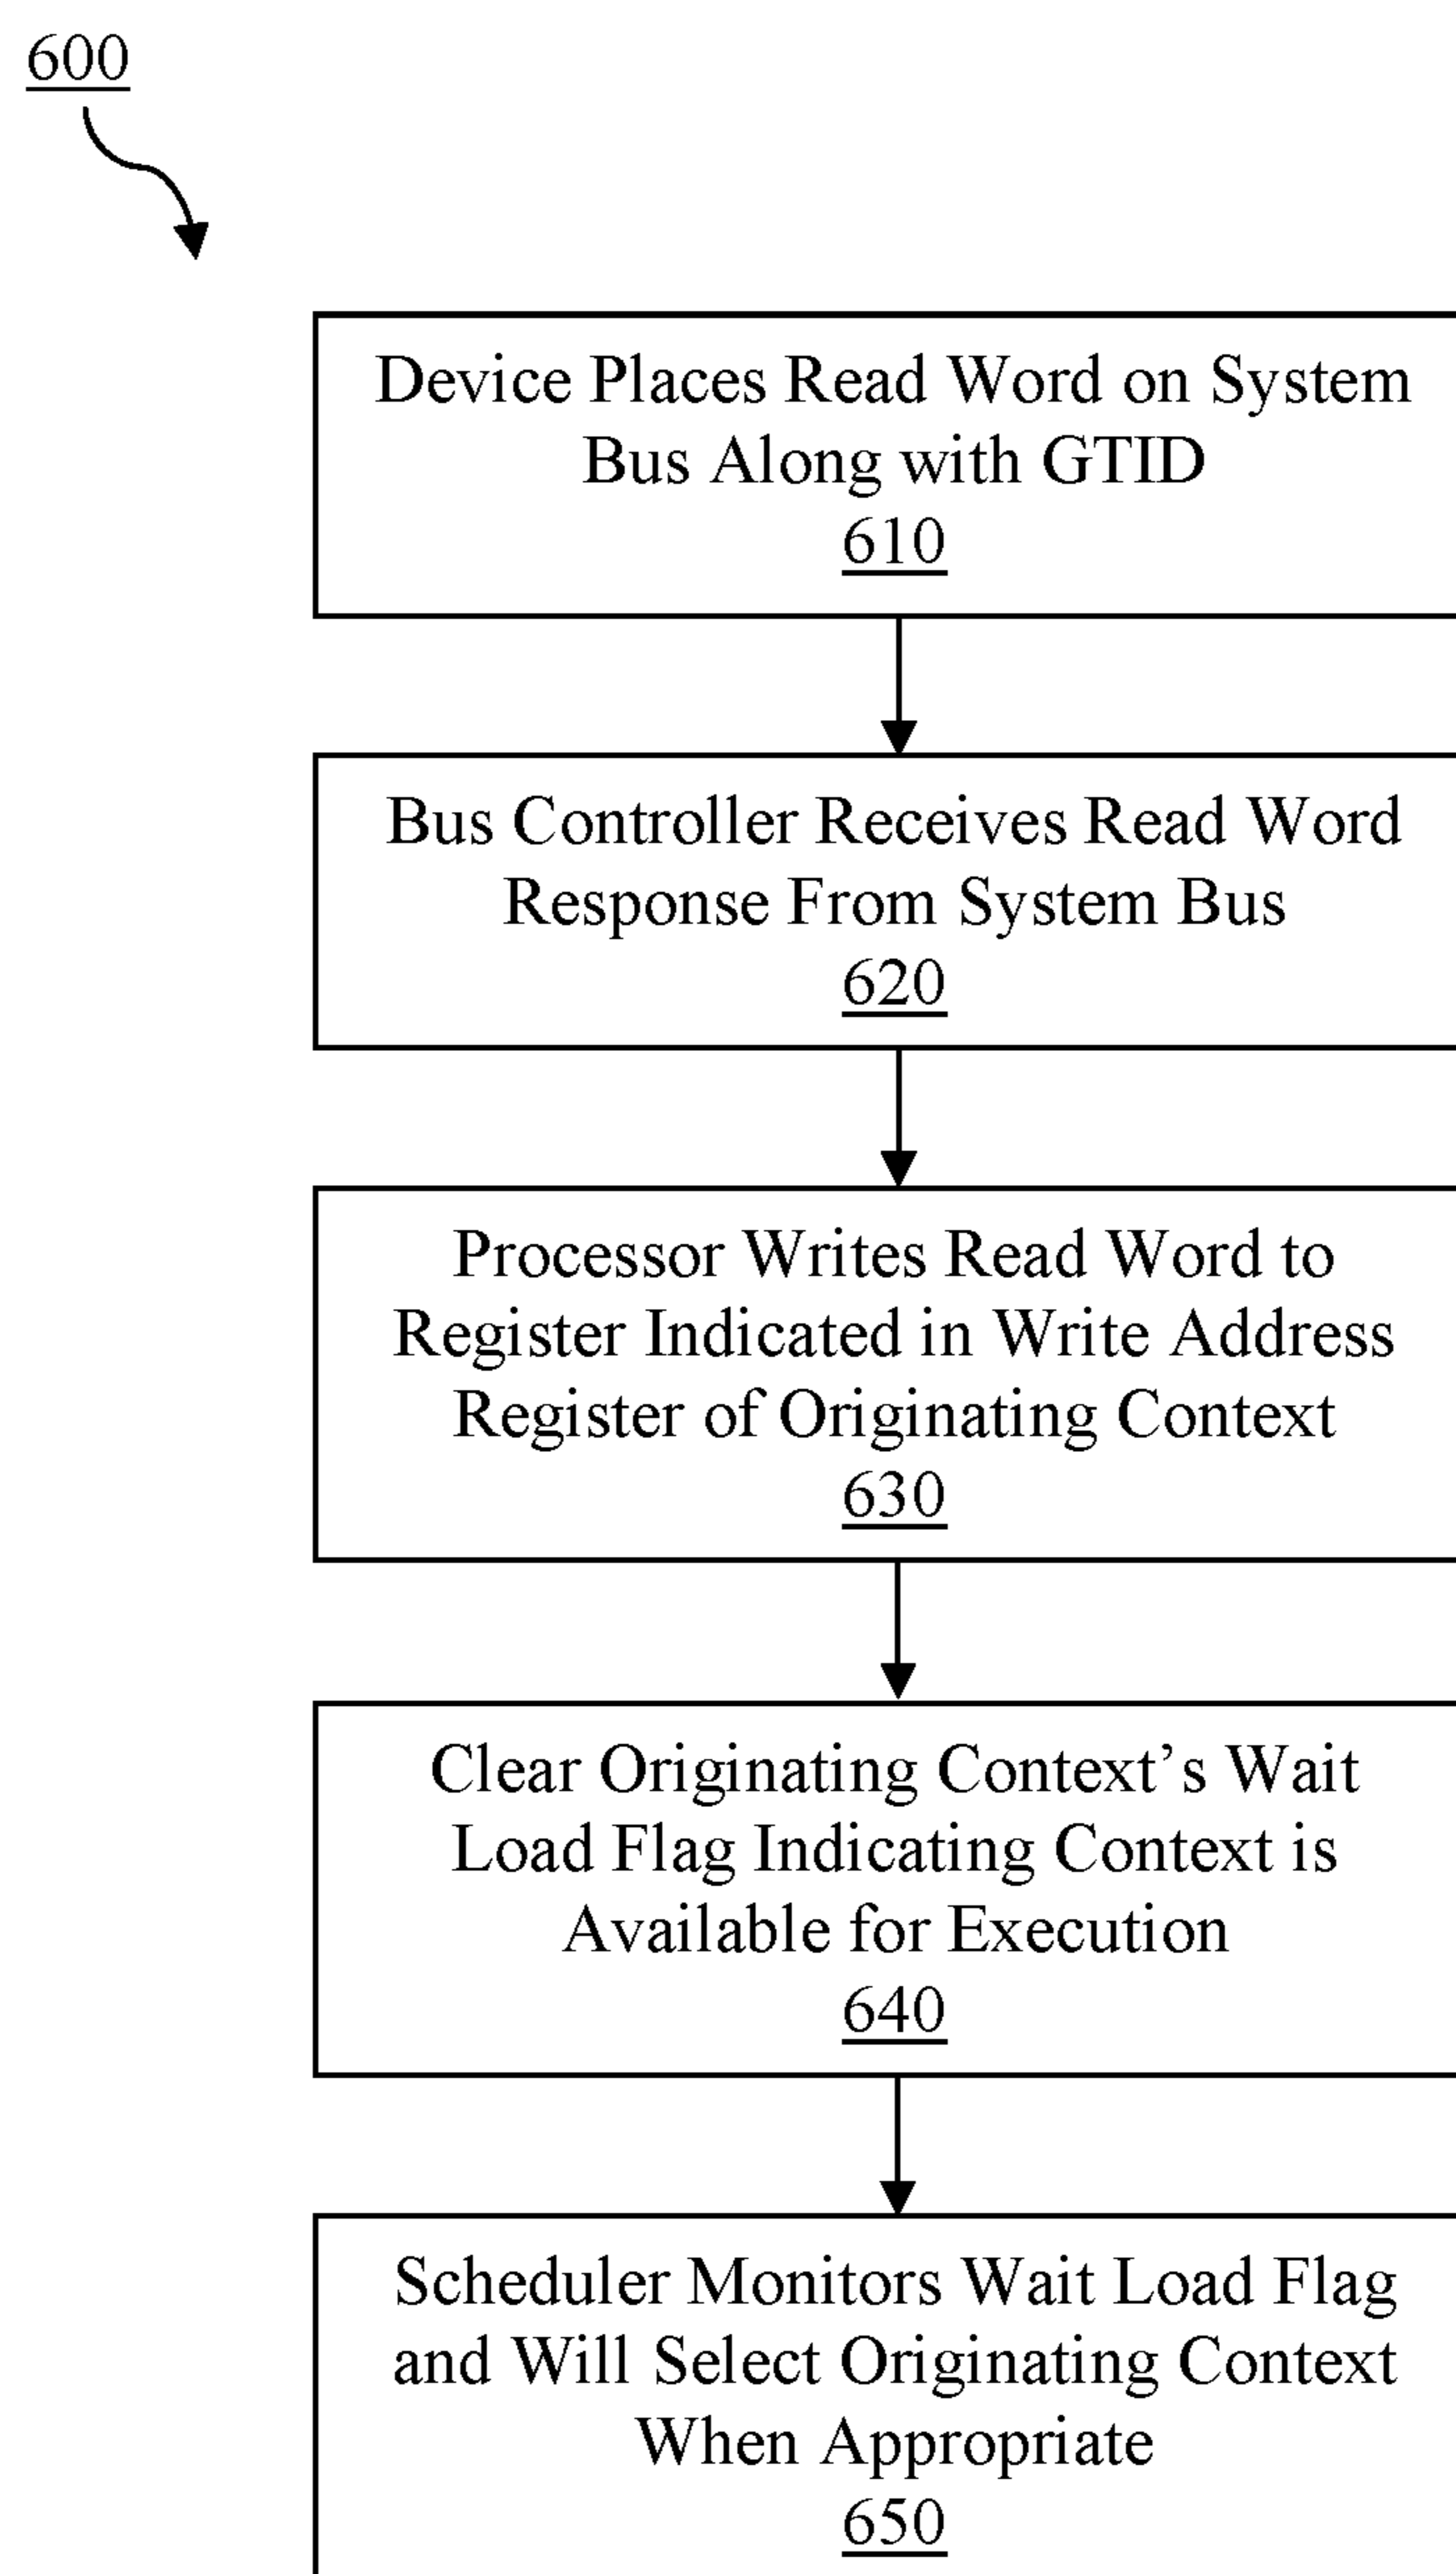 600
Device Places Read Word on System
Bus Along with GTID
610
Bus Controller Receives Read Word
Response From System Bus
620
Processor Writes Read Word to
Register Indicated in Write Address
Register of Originating Context
630
Clear Originating Context’s Wait
Load Flag Indicating Context is
Available for Execution
640
Scheduler Monitors Wait Load Flag
and Will Select Originating Context
When Appropriate
650